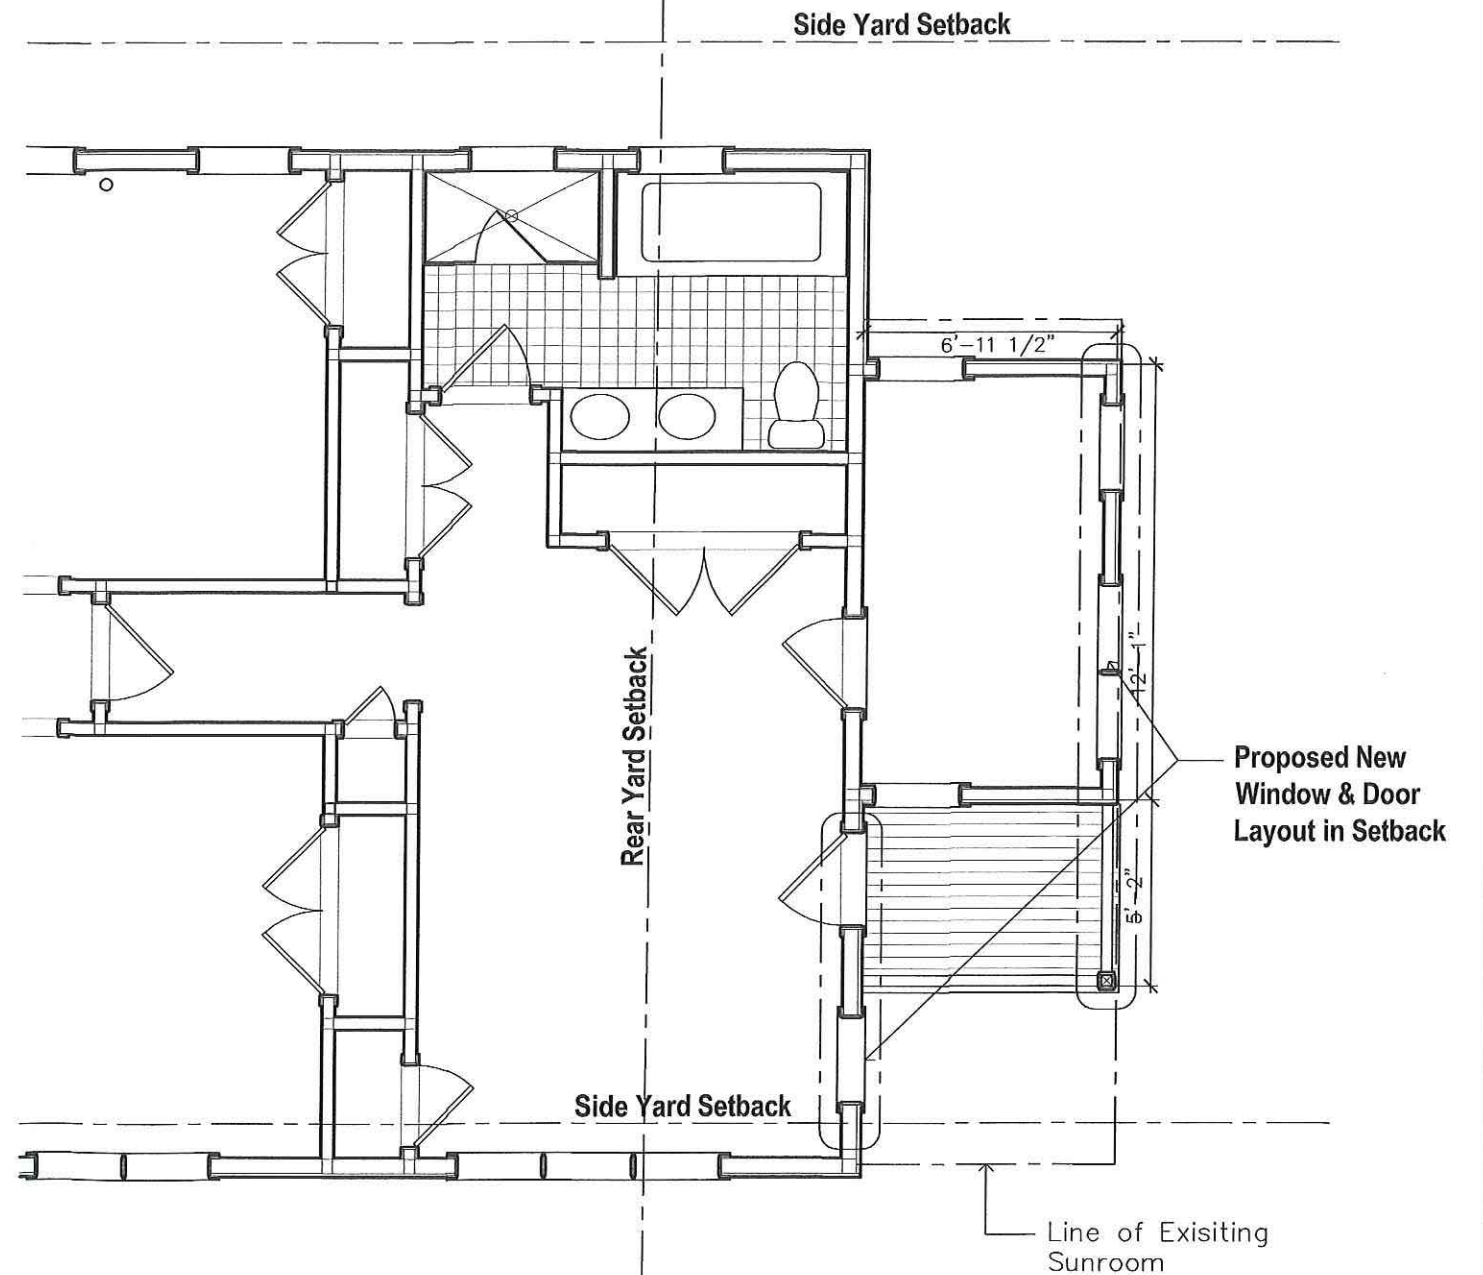 Side Yard Setback
6'-11 1/2"
Rear Yard Setback
12'-1"
Proposed New
Window & Door
Layout in Setback
5'-2"
Side Yard Setback
Line of Exisiting
Sunroom